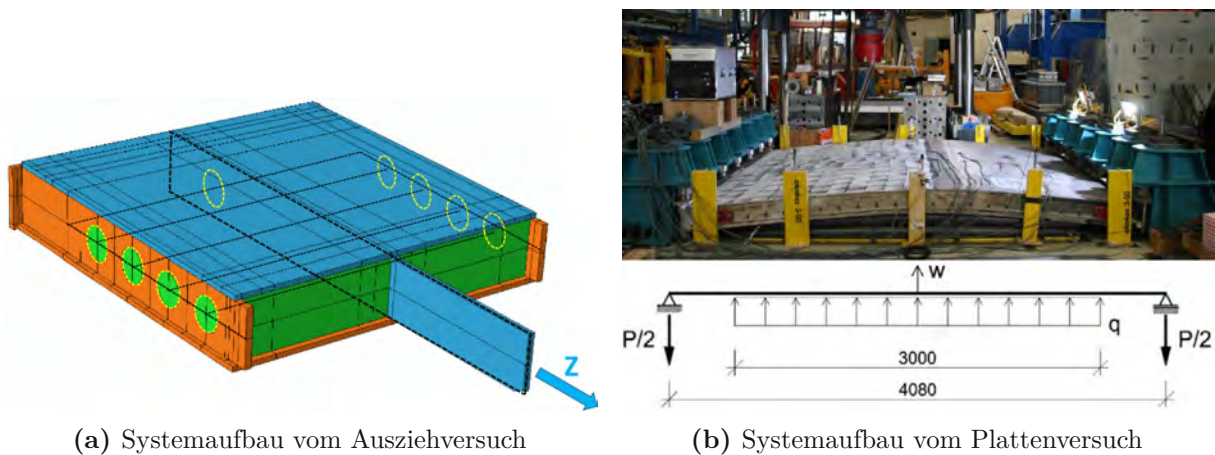 Z
w
q
P/2
P/2
3000
4080
(a) Systemaufbau vom Ausziehversuch
(b) Systemaufbau vom Plattenversuch